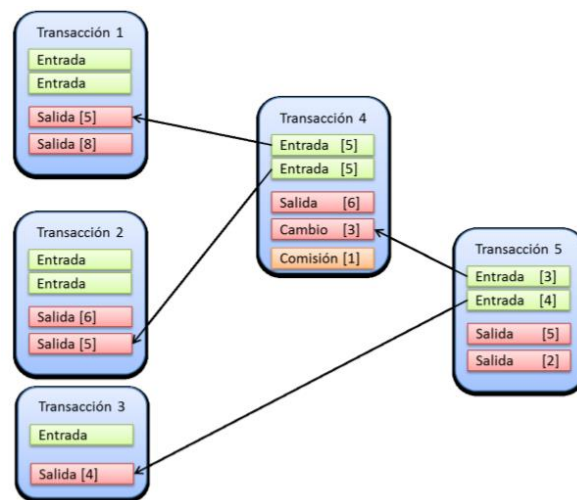 Transacción 1
Entrada
Entrada
Salida [5]
Salida [8]
Transacción 2
Entrada
Entrada
Salida [6]
Salida [5]
Transacción 3
Entrada
Salida [4]
Transacción 4
Entrada [5]
Entrada [5]
Salida [6]
Cambio [3]
Comisión [1]
Transacción 5
Entrada [3]
Entrada [4]
Salida [5]
Salida [2]